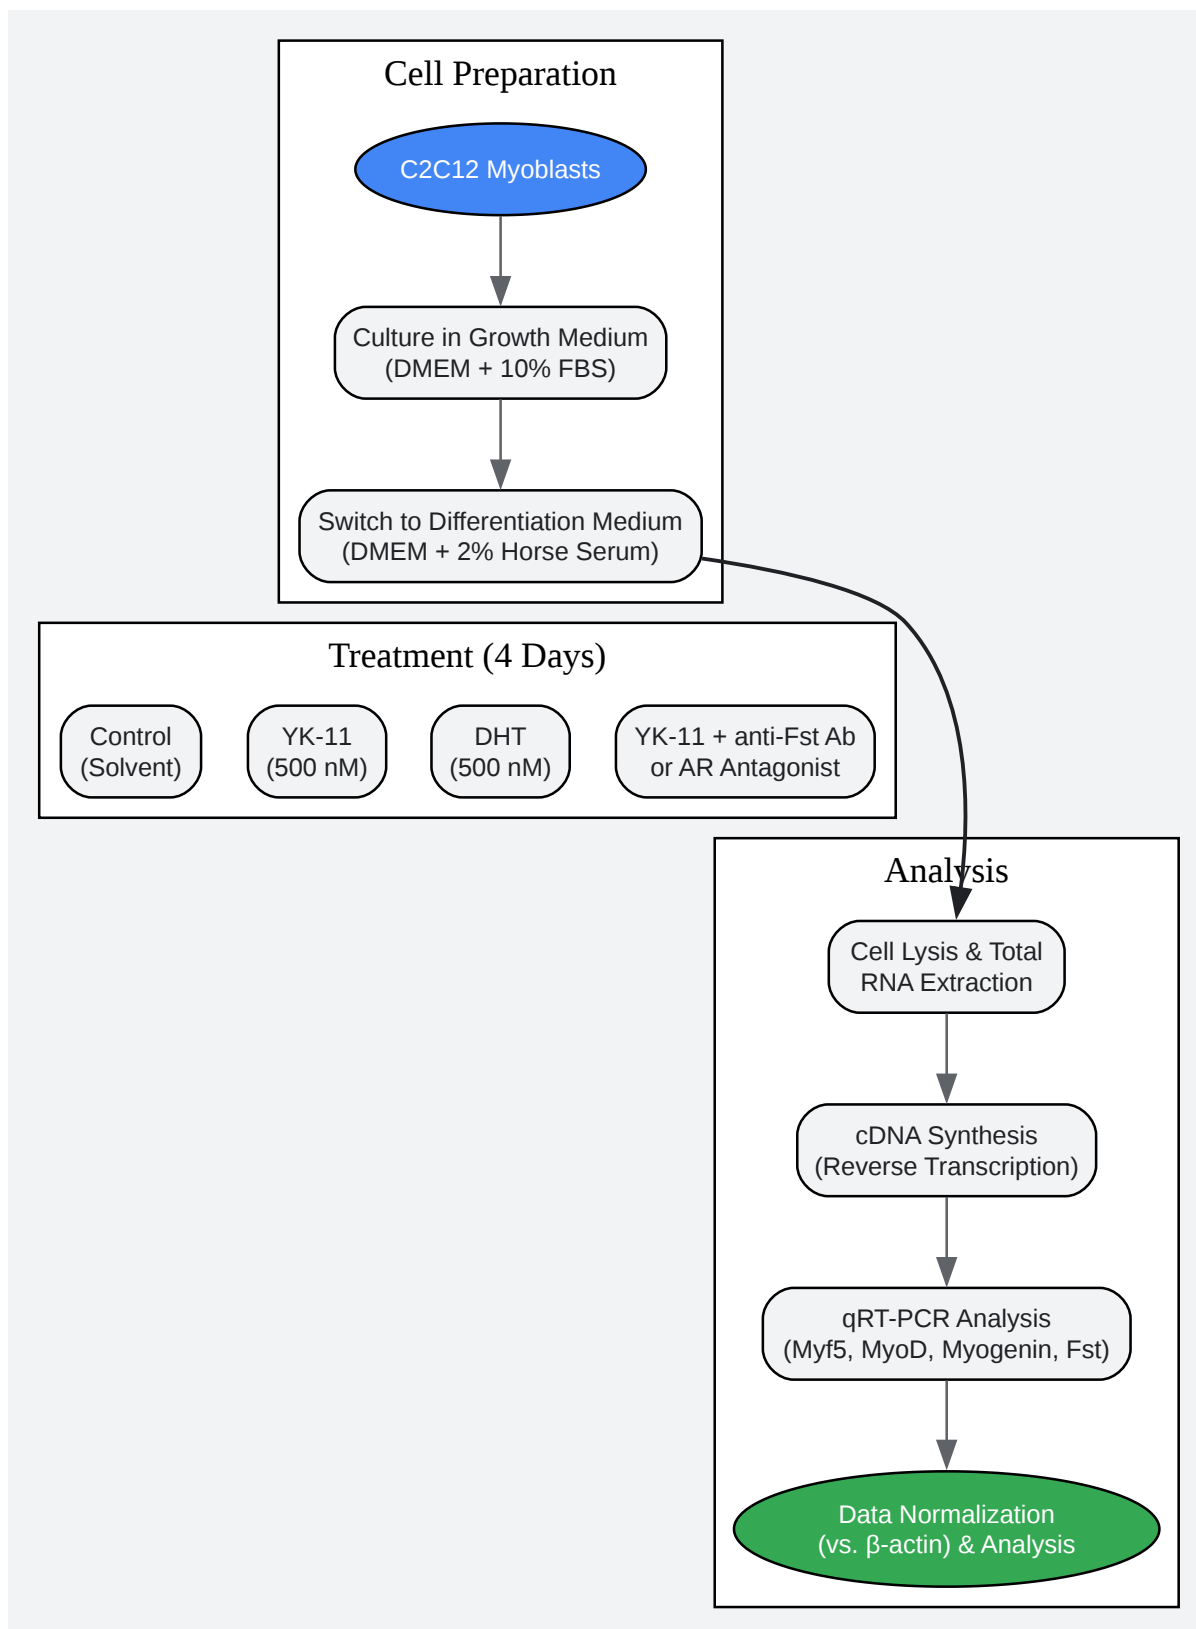 Cell Preparation
C2C12 Myoblasts
Culture in Growth Medium
(DMEM + 10% FBS)
Switch to Differentiation Medium
(DMEM + 2% Horse Serum)
Treatment (4 Days)
Control
(Solvent)
YK-11
(500 nM)
DHT
(500 nM)
YK-11 + anti-Fst Ab
or AR Antagonist
Analysis
Cell Lysis & Total
RNA Extraction
cDNA Synthesis
(Reverse Transcription)
qRT-PCR Analysis
(Myf5, MyoD, Myogenin, Fst)
Data Normalization
(vs. β-actin) & Analysis